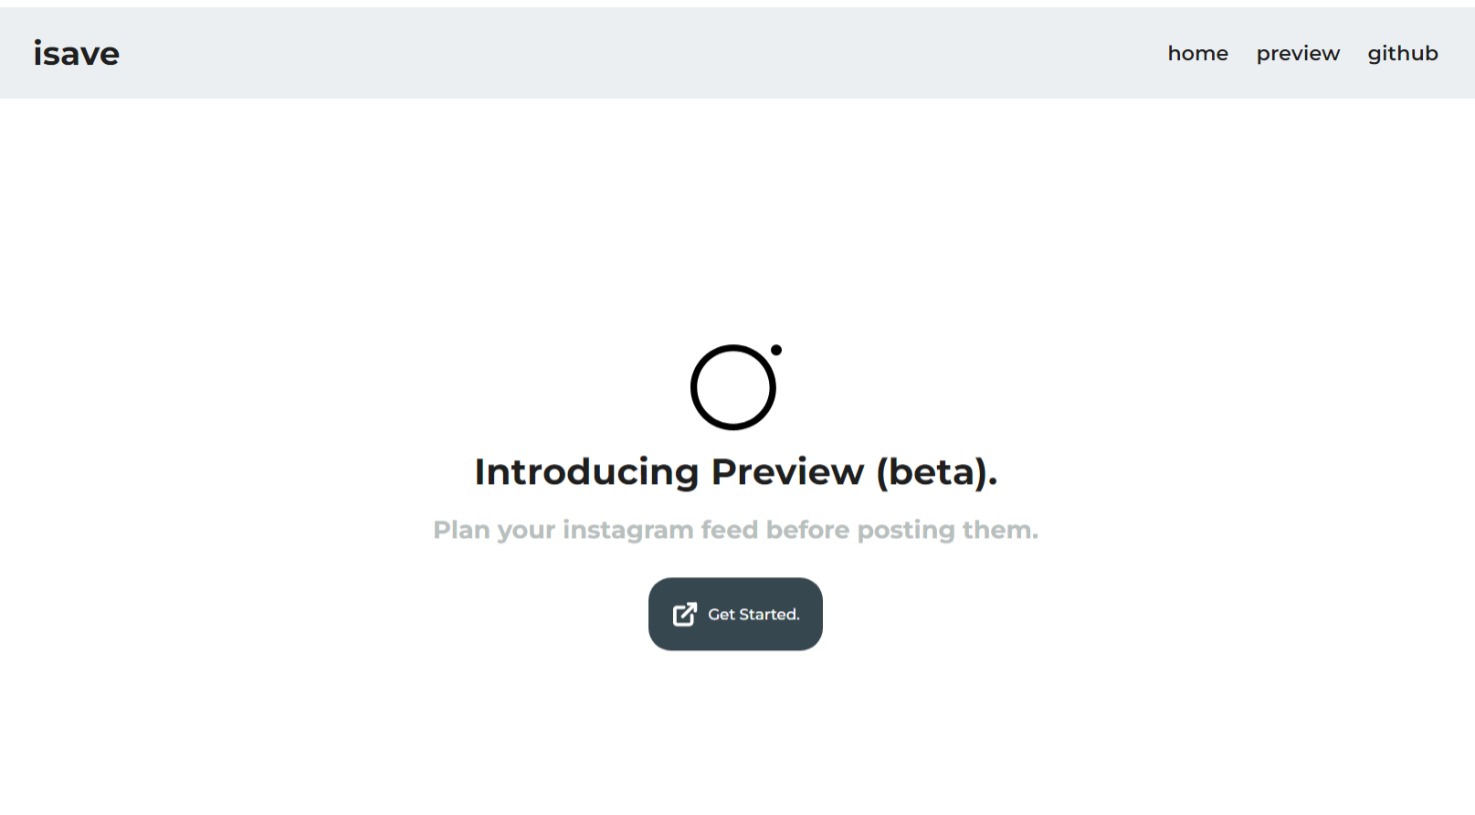 isave
home preview github
Introducing Preview (beta).
Plan your instagram feed before posting them.
Get Started.